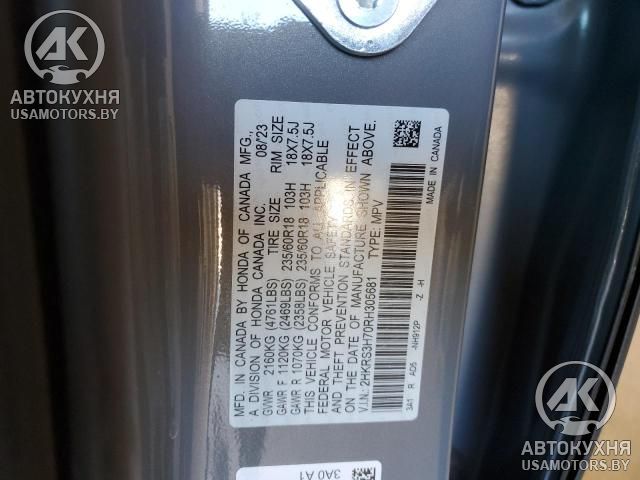 AK
АВТОКУХНЯ
USAMOTORS.BY
MFD. IN CANADA BY HONDA OF CANADA MFG.,
A DIVISION OF HONDA CANADA INC. 08/23
TIRE SIZE RIM SIZE
GVWR 2160KG (4761LBS)
GAWR F 1120KG (2469LBS) 235/60R18 103H 18X7.5J
GAWR R 1070KG (2358LBS) 235/60R18 103H 18X7.5J
THIS VEHICLE CONFORMS TO ALL APPLICABLE
FEDERAL MOTOR VEHICLE SAFETY
AND THEFT PREVENTION STANDARDS IN EFFECT
ON THE DATE OF MANUFACTURE SHOWN ABOVE.
V.I.N.: 2HKRS3H70RH305681 TYPE: MPV
3A1 R AD5 -NH912P -Z -H
MADE IN CANADA
3A0 A1
AK
АВТОКУХНЯ
USAMOTORS.BY